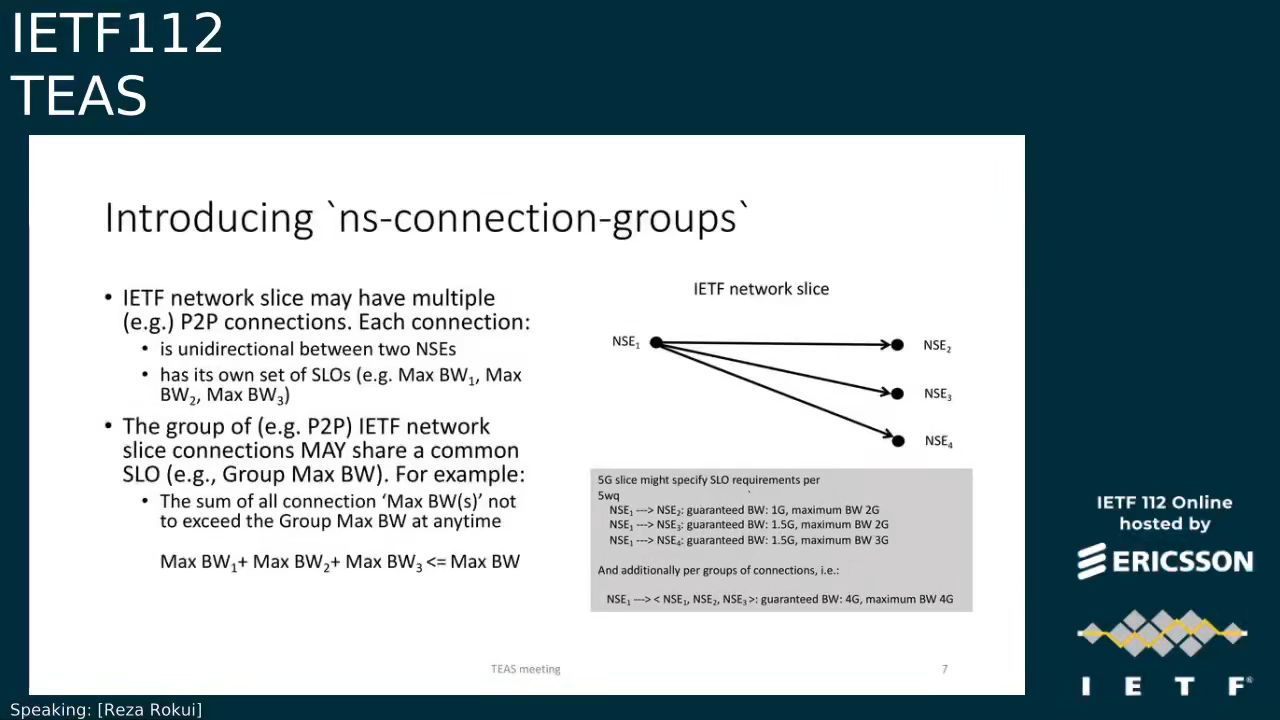 IETF112
TEAS
Introducing `ns-connection-groups`
• IETF network slice may have multiple
(e.g.) P2P connections. Each connection:
• is unidirectional between two NSEs
• has its own set of SLOs (e.g. Max BW₁, Max
BW₂, Max BW₃)
• The group of (e.g. P2P) IETF network
slice connections MAY share a common
SLO (e.g., Group Max BW). For example:
• The sum of all connection ‘Max BW(s)’ not
to exceed the Group Max BW at anytime
Max BW₁+ Max BW₂+ Max BW₃ <= Max BW
IETF network slice
NSE₁
NSE₂
NSE₃
NSE₄
5G slice might specify SLO requirements per
5wq `
NSE₁ ---> NSE₂: guaranteed BW: 1G, maximum BW 2G
NSE₁ ---> NSE₃: guaranteed BW: 1.5G, maximum BW 2G
NSE₁ ---> NSE₄: guaranteed BW: 1.5G, maximum BW 3G
And additionally per groups of connections, i.e.:
NSE₁ ---> < NSE₁, NSE₂, NSE₃ >: guaranteed BW: 4G, maximum BW 4G
TEAS meeting
7
IETF 112 Online
hosted by
ERICSSON
I E T F®
Speaking: [Reza Rokui]